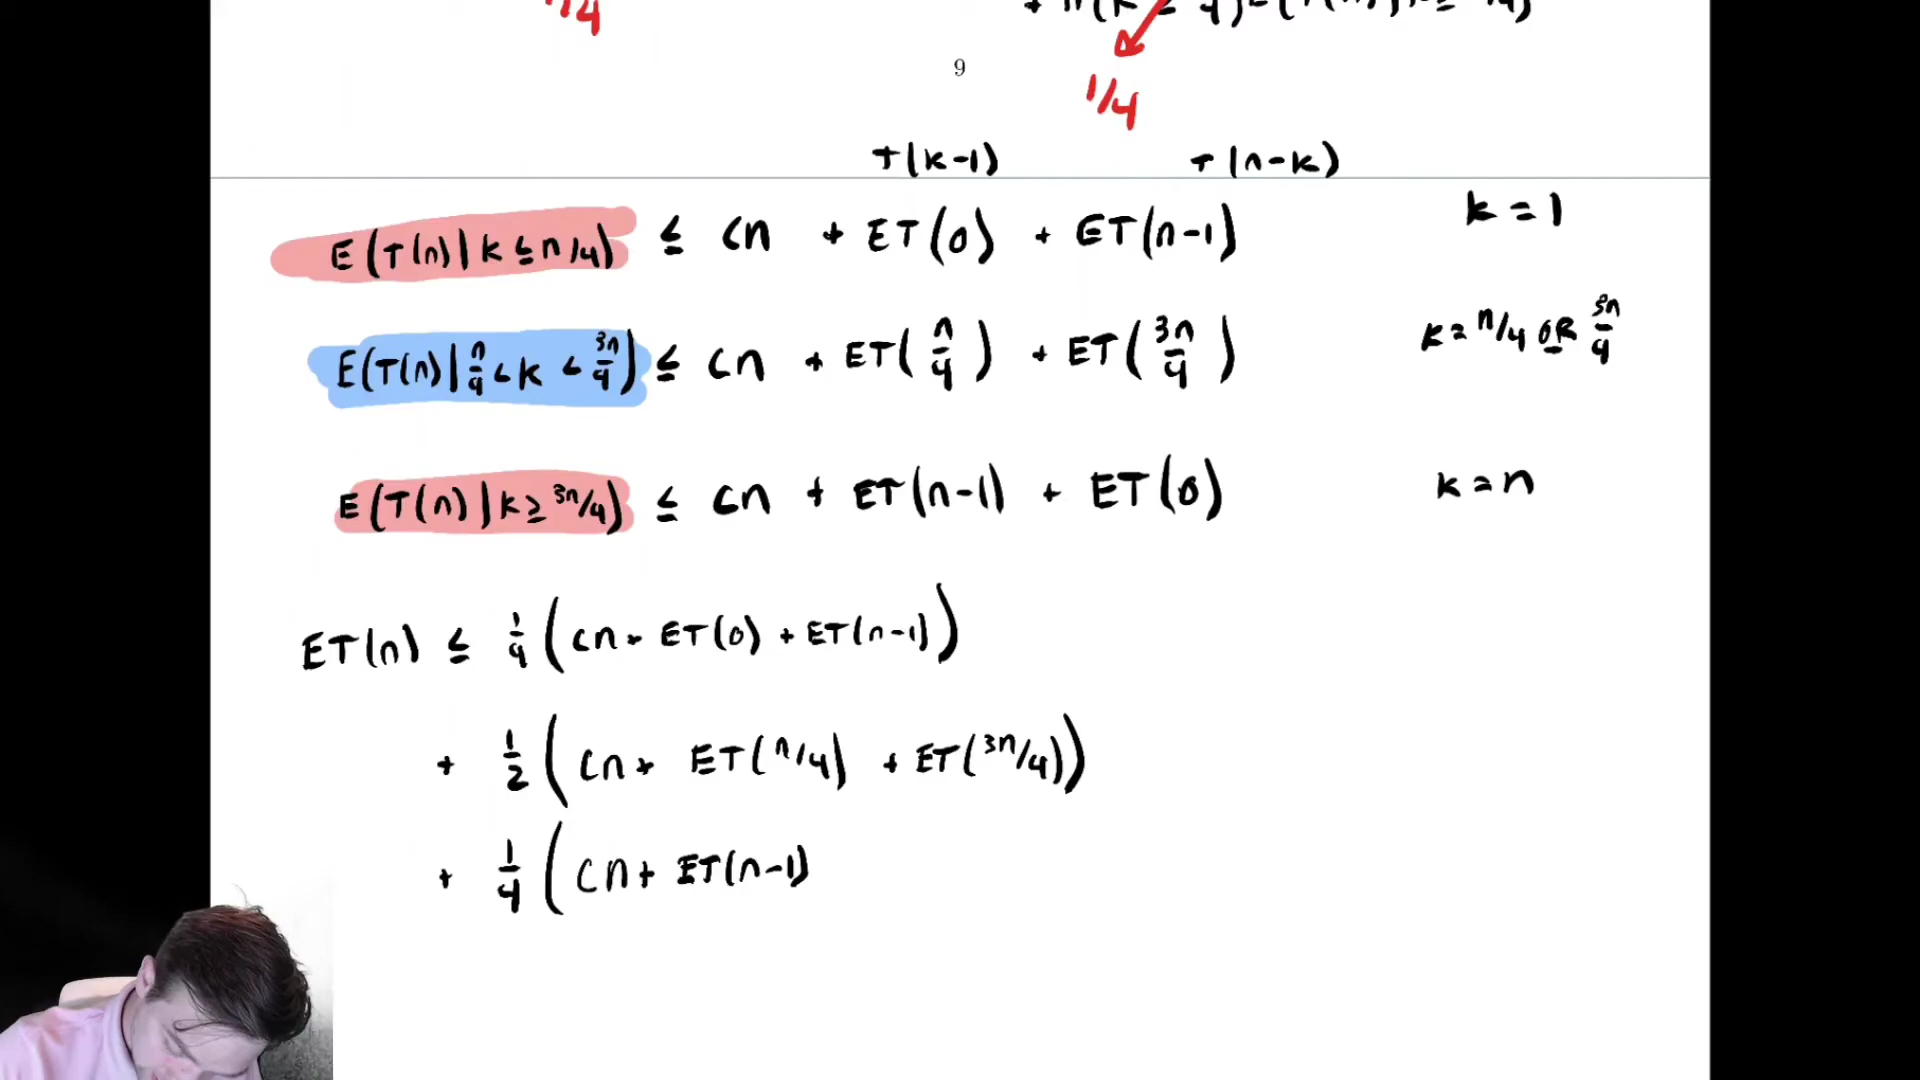 1/4
9
1/4
T(k-1) T(n-k)
E(T(n)|k≤n/4) ≤ cn + ET(0) + ET(n-1) k=1
E(T(n)|n/4<k<3n/4) ≤ cn + ET(n/4) + ET(3n/4) k=n/4 OR 3n/4
E(T(n)|k≥3n/4) ≤ cn + ET(n-1) + ET(0) k=n
ET(n) ≤ 1/4(cn+ET(0)+ET(n-1))
+ 1/2(cn+ ET(n/4) +ET(3n/4))
+ 1/4(cn+ ET(n-1)